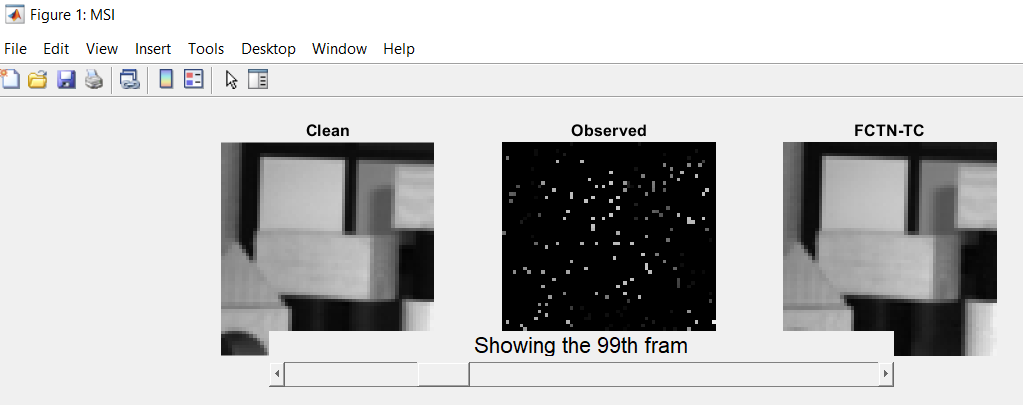 Figure 1: MSI
File Edit View Insert Tools Desktop Window Help
Clean Observed FCTN-TC
Showing the 99th fram